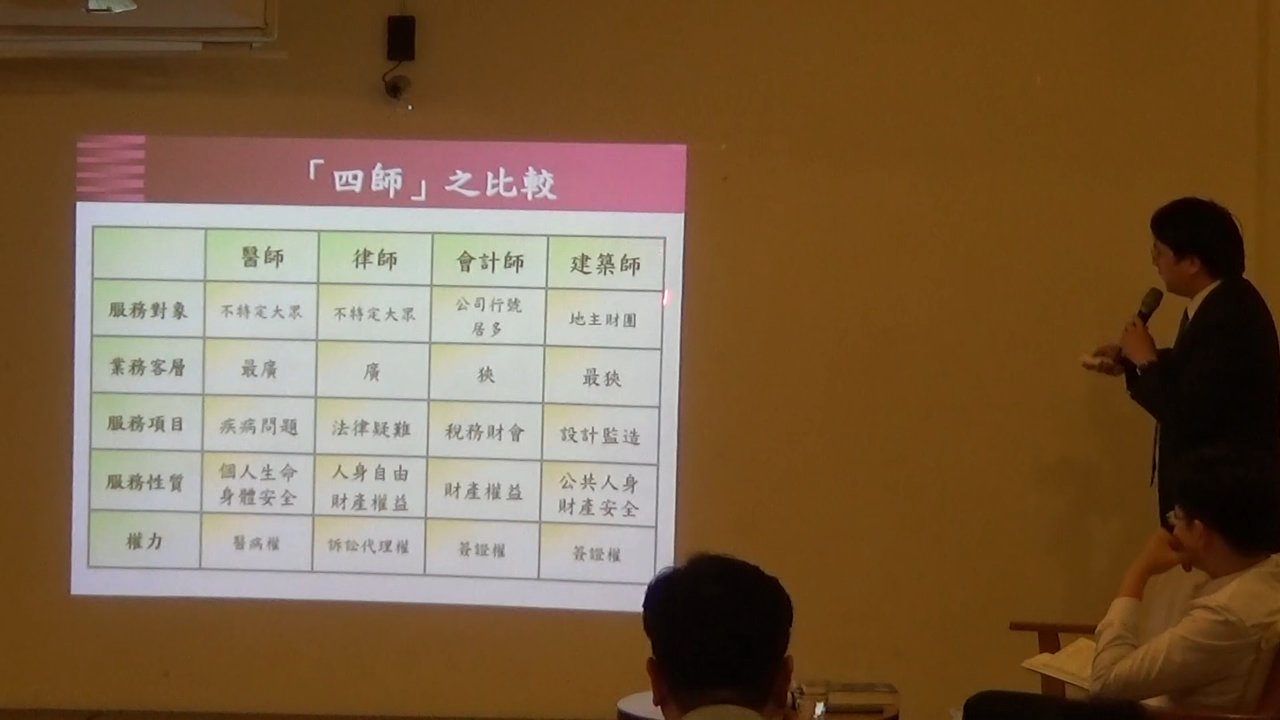 「四師」之比較
醫師 律師 會計師 建築師
服務對象 不特定大眾 不特定大眾 公司行號 地主財團
居多
業務客層 最廣 廣 狹 最狹
服務項目 疾病問題 法律疑難 稅務財會 設計監造
服務性質 個人生命 人身自由 財產權益 公共人身
身體安全 財產權益 財產安全
權力 醫病權 訴訟代理權 簽證權 簽證權